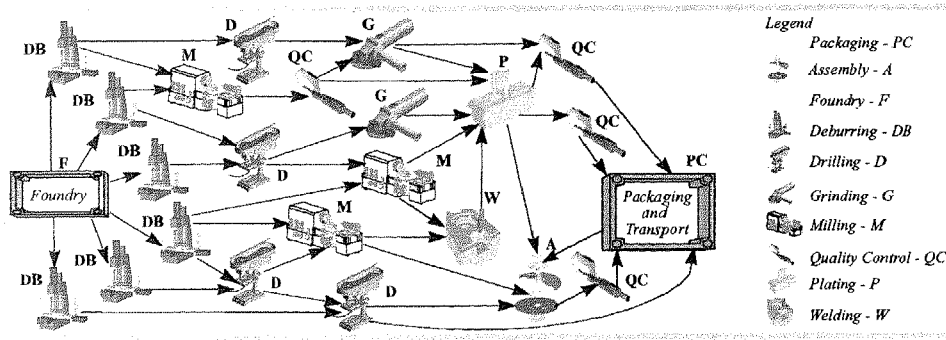 DB
D
G
QC
M
QC
P
DB
G
QC
DB
D
M
F
Foundry
PC
Packaging
and
Transport
DB
M
W
A
DB
DB
D
D
QC
Legend
Packaging - PC
Assembly - A
Foundry - F
Deburring - DB
Drilling - D
Grinding - G
Milling - M
Quality Control - QC
Plating - P
Welding - W